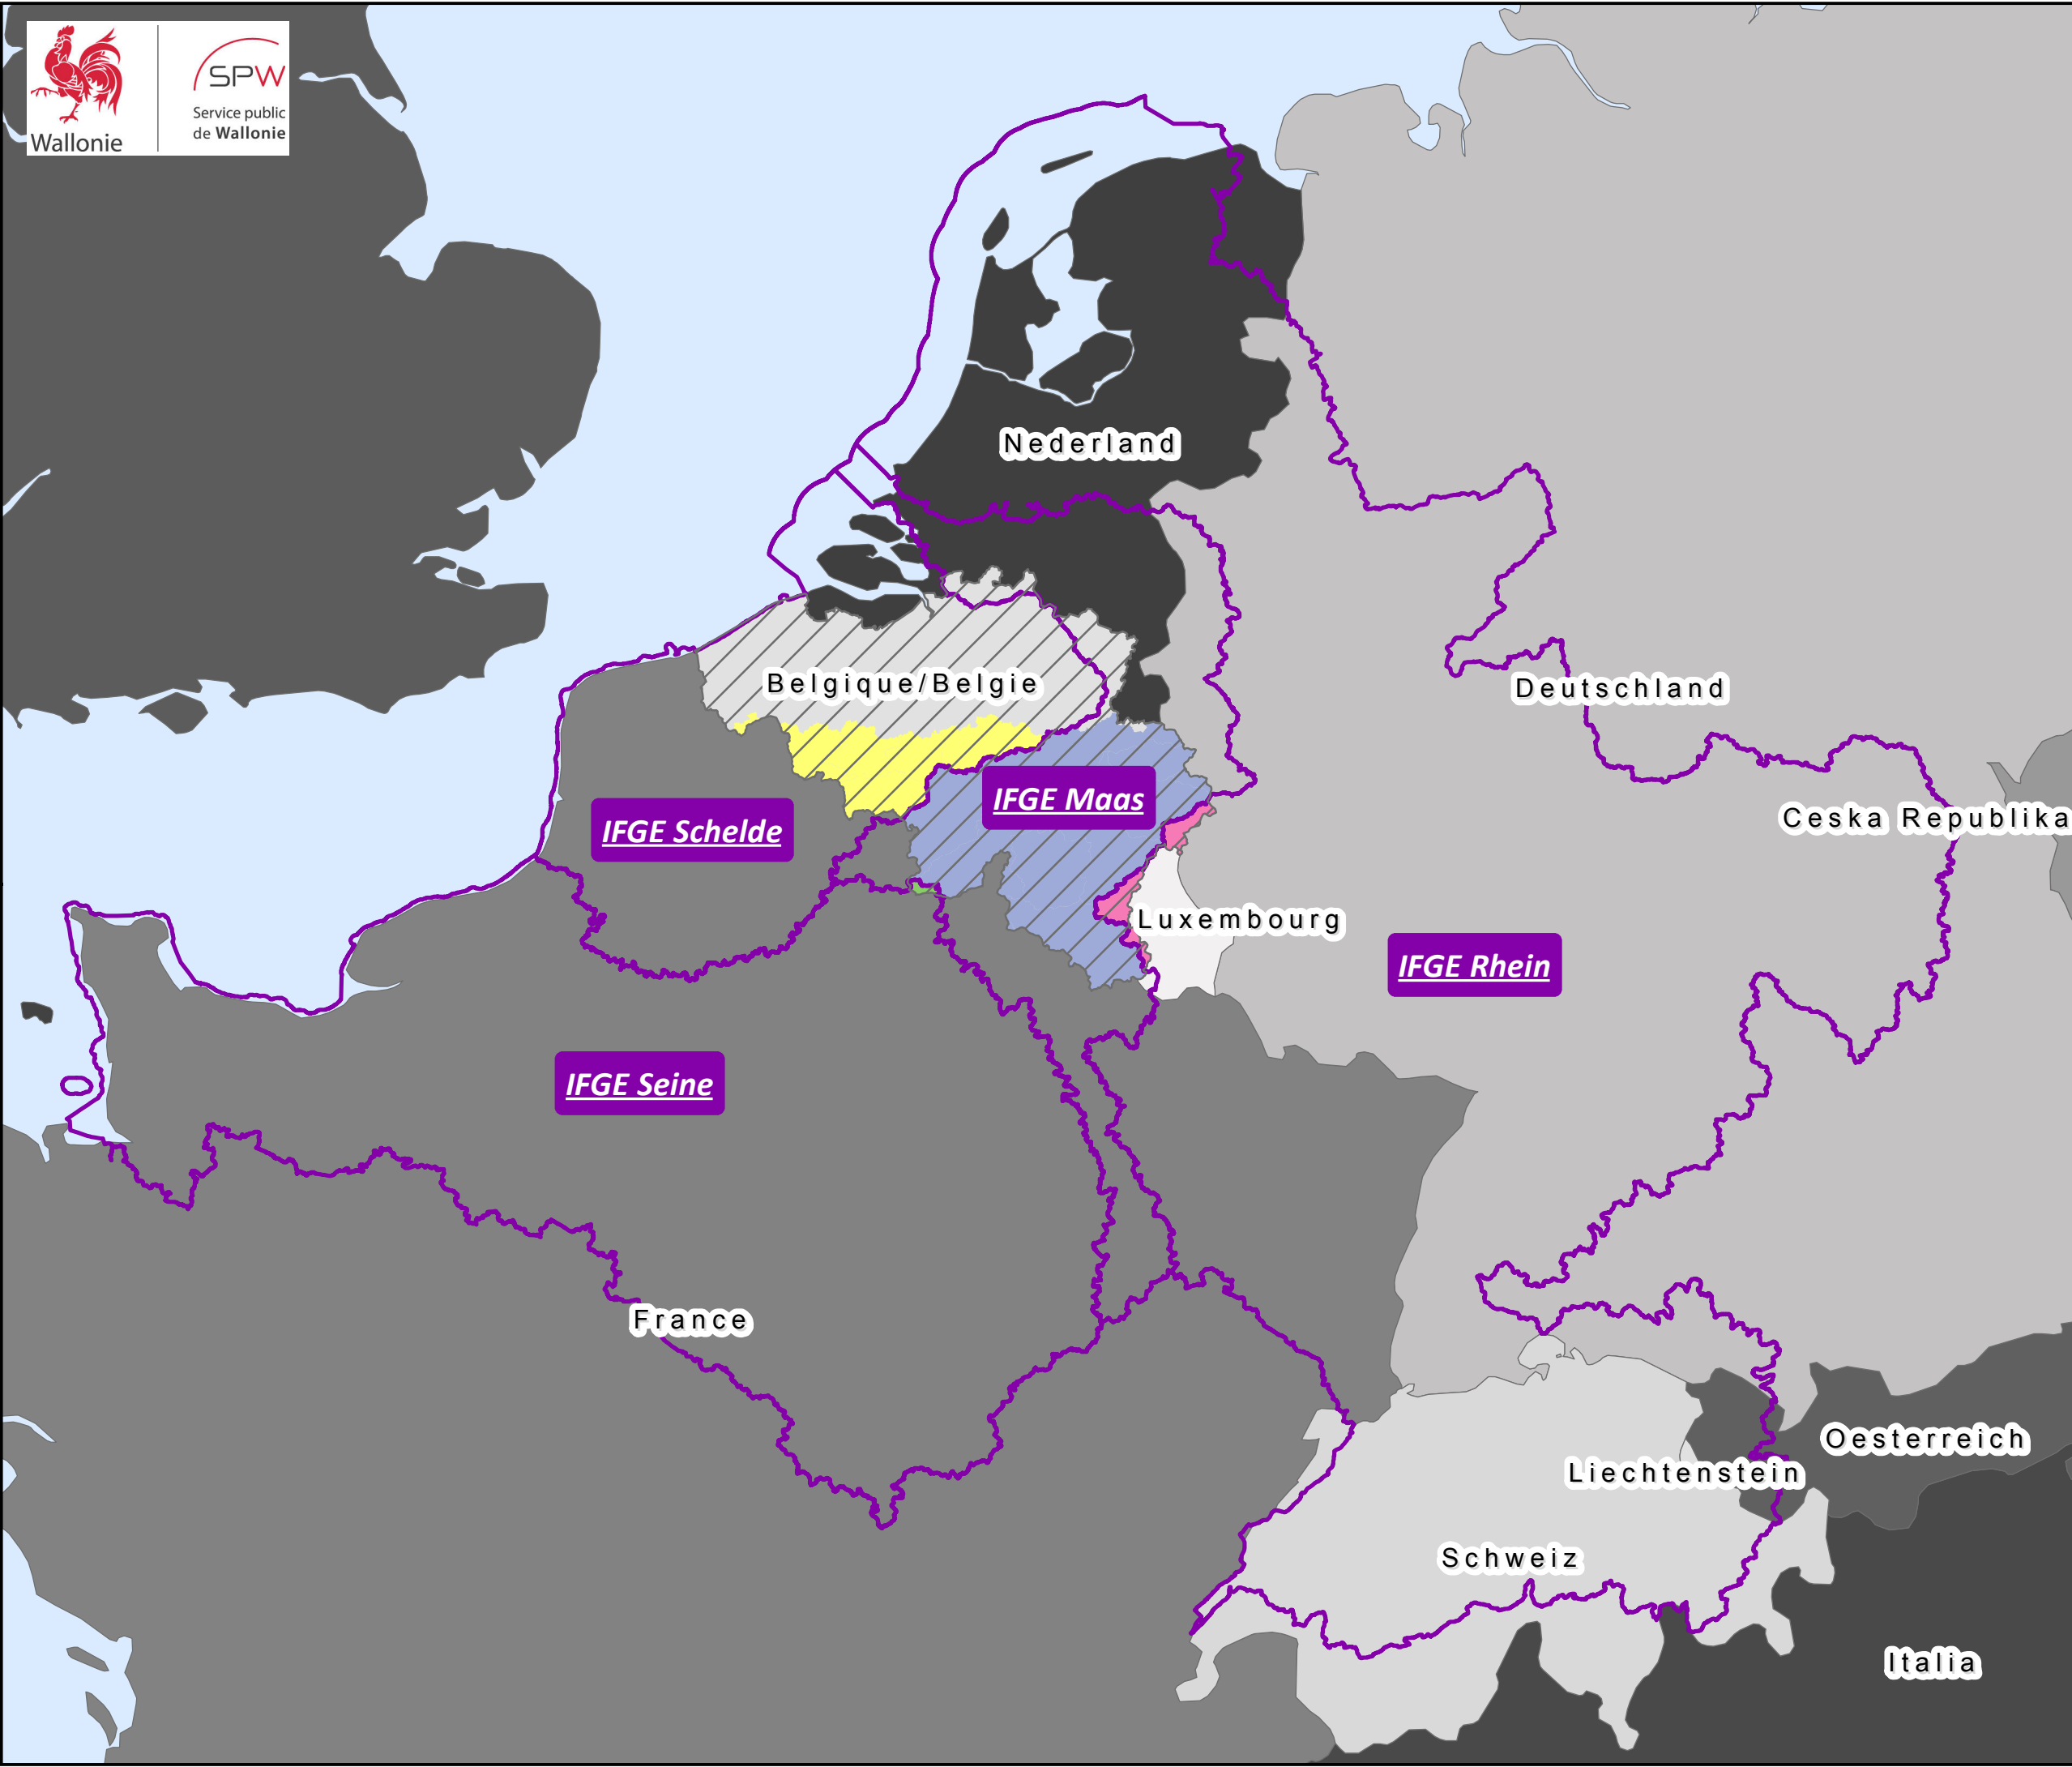 SPW
Service public
de Wallonie
Wallonie
Nederland
Belgique/Belgie
Deutschland
IFGE Maas
IFGE Schelde
Ceska Republika
Luxembourg
IFGE Rhein
IFGE Seine
France
Oesterreich
Liechtenstein
Schweiz
Italia